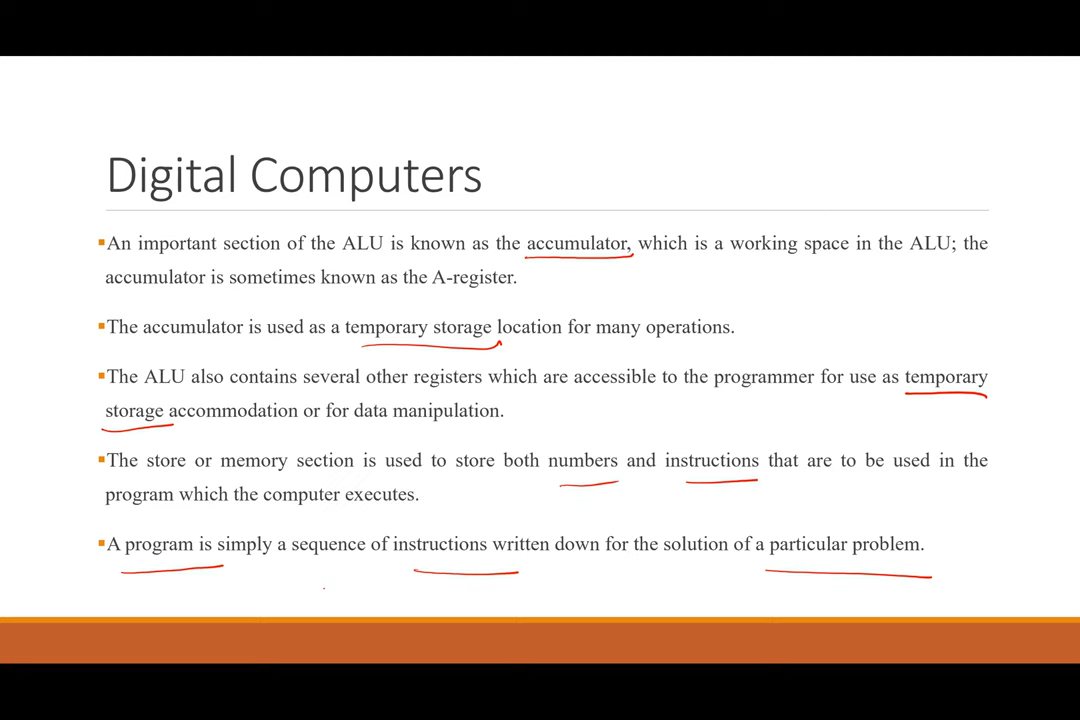 Digital Computers
▪An important section of the ALU is known as the accumulator, which is a working space in the ALU; the
accumulator is sometimes known as the A-register.
▪The accumulator is used as a temporary storage location for many operations.
▪The ALU also contains several other registers which are accessible to the programmer for use as temporary
storage accommodation or for data manipulation.
▪The store or memory section is used to store both numbers and instructions that are to be used in the
program which the computer executes.
▪A program is simply a sequence of instructions written down for the solution of a particular problem.